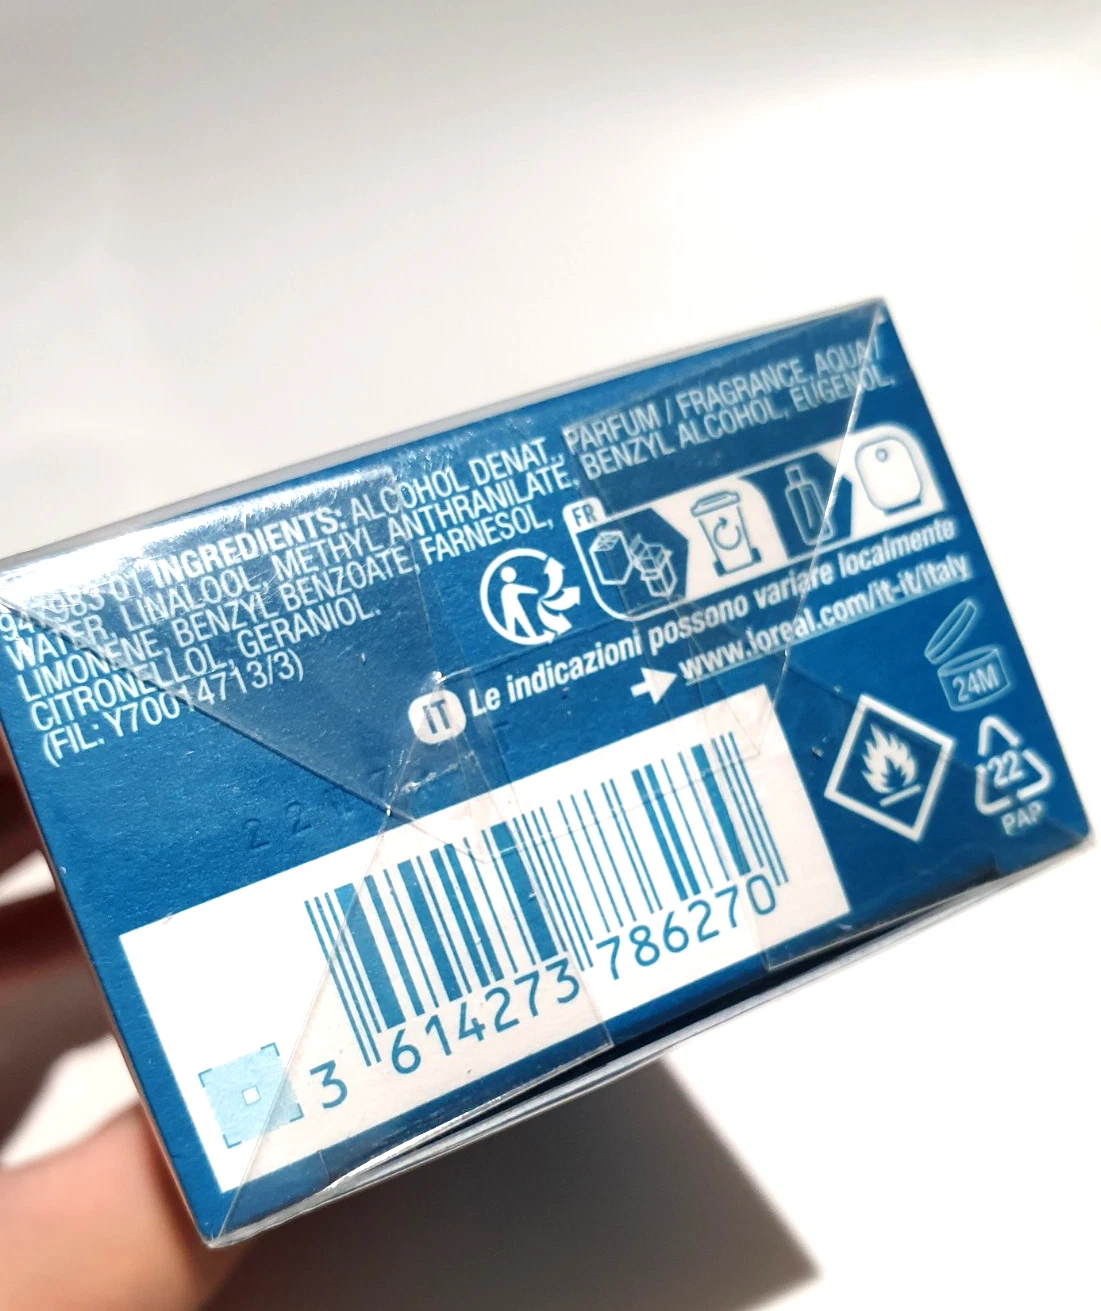 INGREDIENTS: ALCOHOL DENAT., PARFUM / FRAGRANCE, AQUA /
WATER, LINALOOL, METHYL ANTHRANILATE, BENZYL ALCOHOL, EUGENOL,
LIMONENE, BENZYL BENZOATE, FARNESOL,
CITRONELLOL, GERANIOL.
(FIL: Y7001471 3/3)
FR
IT Le indicazioni possono variare localmente
www.loreal.com/it-it/italy
24M
22
PAP
3 614273 786270